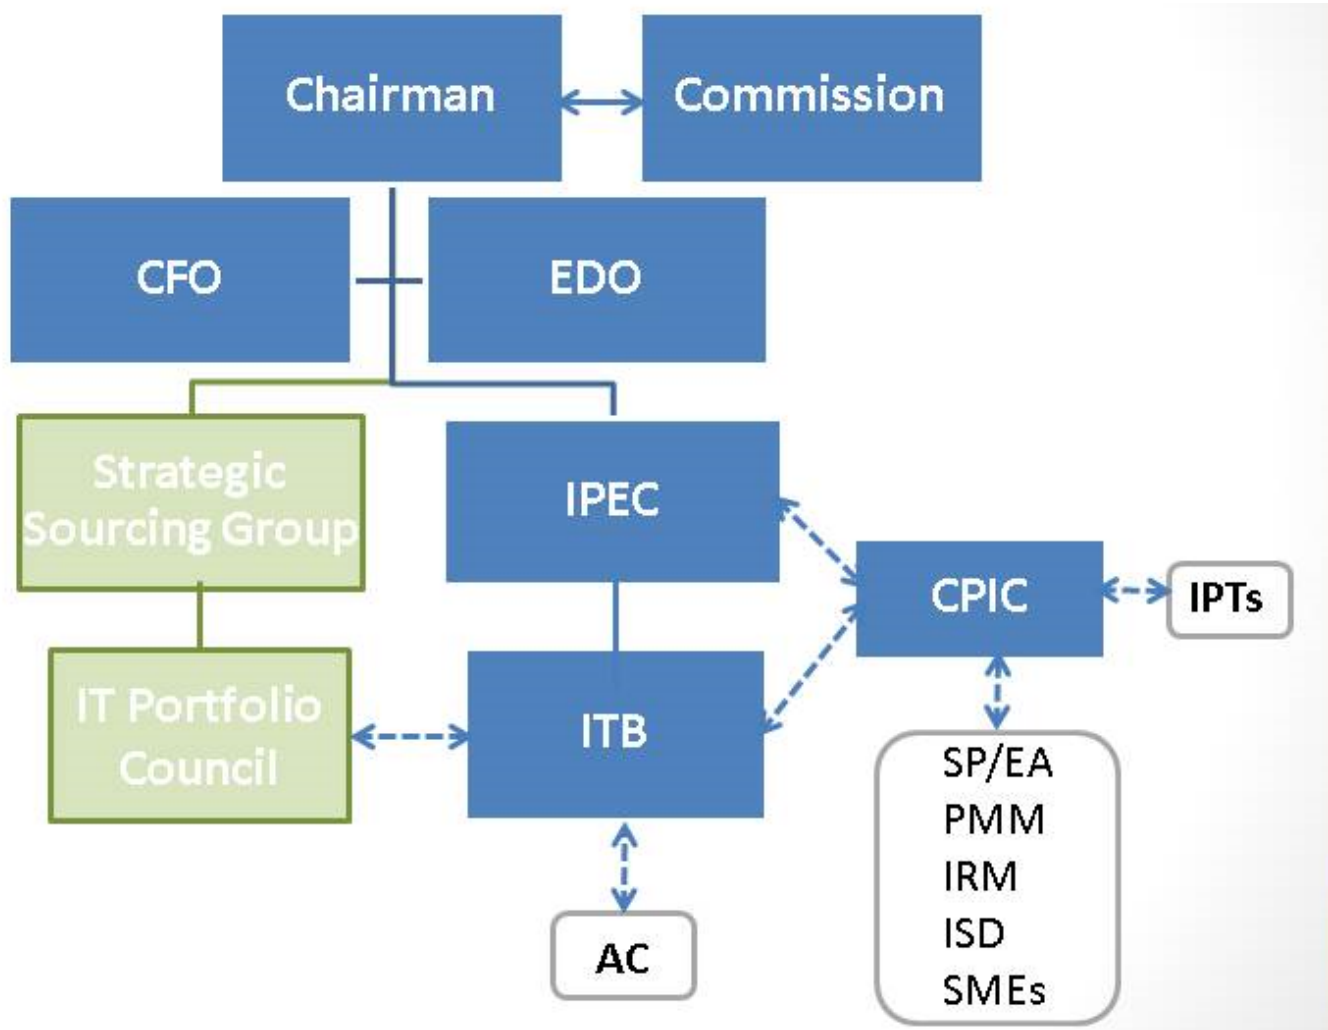 Chairman
Commission
CFO
EDO
Strategic
Sourcing Group
IPEC
CPIC
IPTs
IT Portfolio
Council
ITB
SP/EA
PMM
IRM
ISD
SMEs
AC